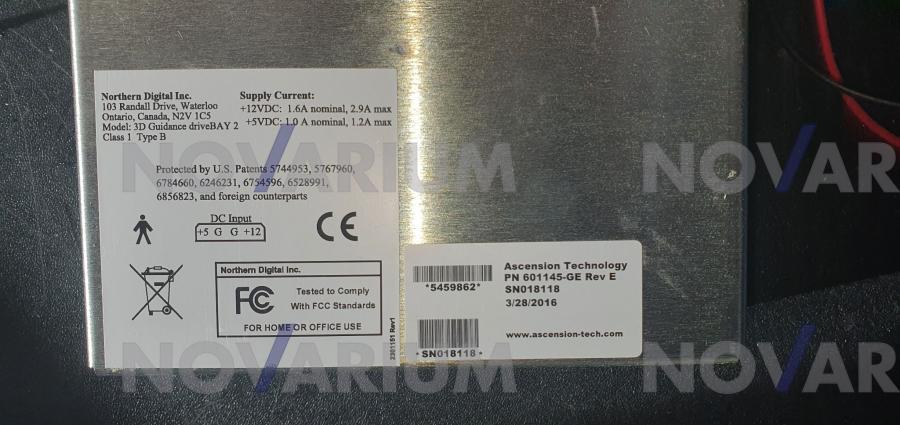 Northern Digital Inc.
103 Randall Drive, Waterloo
Ontario, Canada, N2V 1C5
Model: 3D Guidance driveBAY 2
Class 1 Type B
Supply Current:
+12VDC: 1.6A nominal, 2.9A max
+5VDC: 1.0 A nominal, 1.2A max
Protected by U.S. Patents 5744953, 5767960,
6784660, 6246231, 6754596, 6528991,
6856823, and foreign counterparts
DC Input
+5 G G +12
CE
Northern Digital Inc.
FC
Tested to Comply
With FCC Standards
FOR HOME OR OFFICE USE
2301151 Rev1
*5459862*
*SN018118*
Ascension Technology
PN 601145-GE Rev E
SN018118
3/28/2016
www.ascension-tech.com
NOVARIUM
NOVAR
NOVARIUM
NOVAR